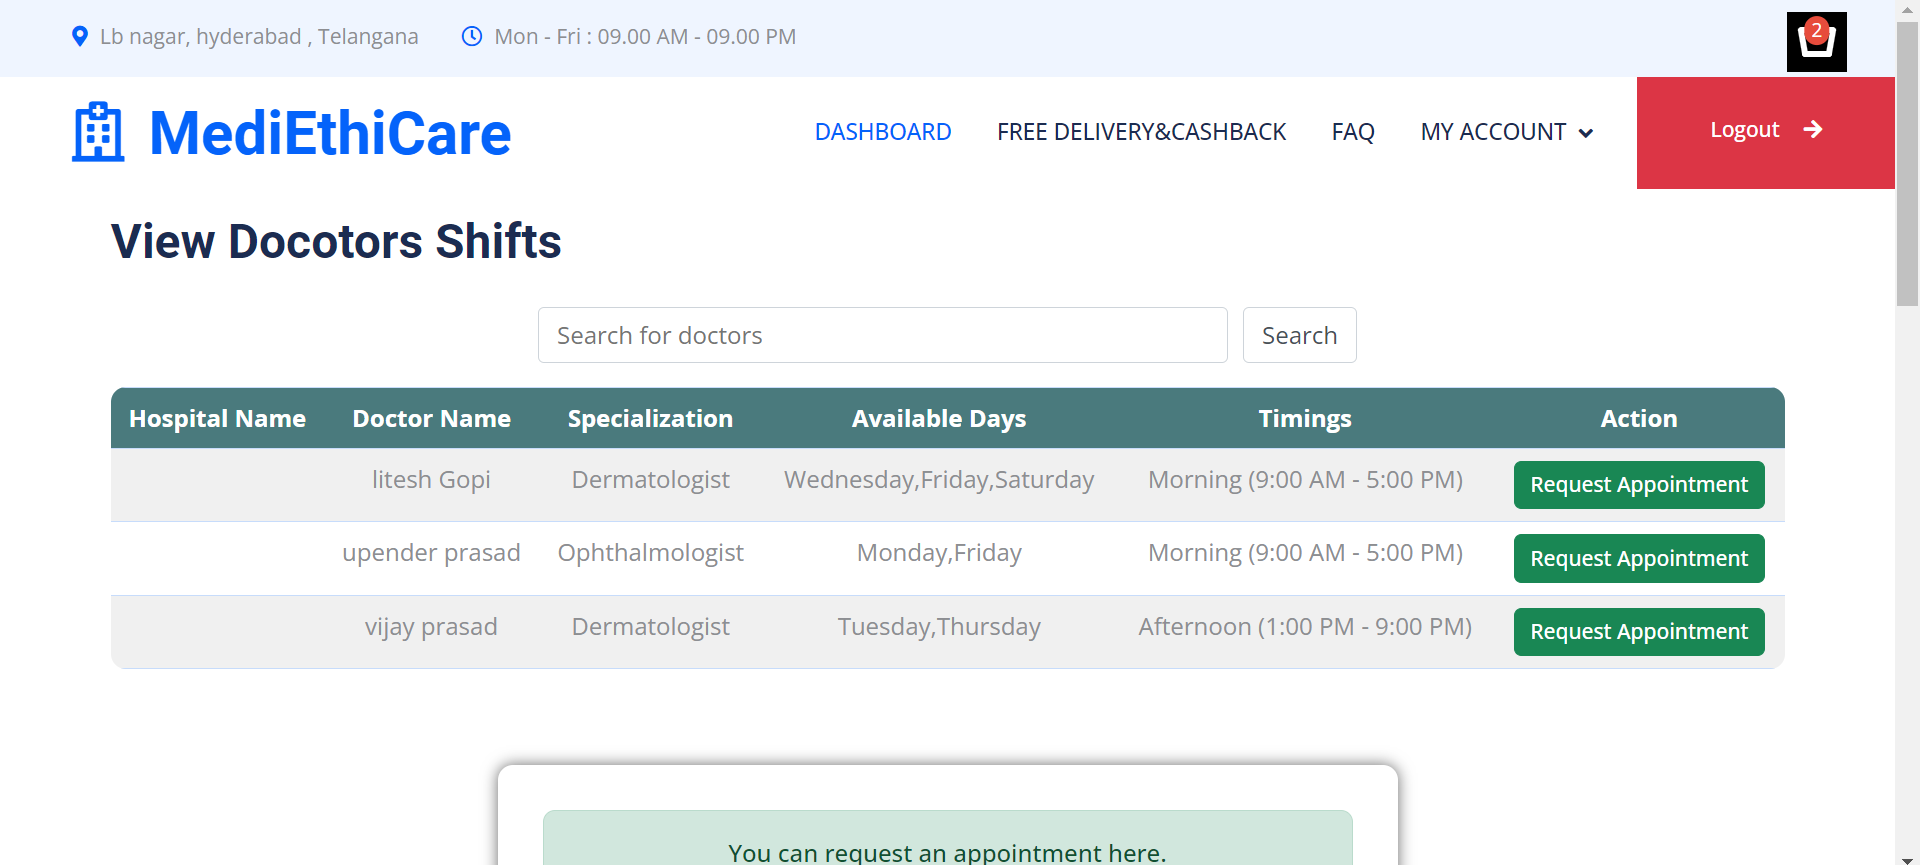 Lb nagar, hyderabad , Telangana Mon - Fri : 09.00 AM - 09.00 PM 2
MediEthiCare DASHBOARD FREE DELIVERY&CASHBACK FAQ MY ACCOUNT Logout
View Docotors Shifts
Search for doctors Search
Hospital Name Doctor Name Specialization Available Days Timings Action
litesh Gopi Dermatologist Wednesday,Friday,Saturday Morning (9:00 AM - 5:00 PM) Request Appointment
upender prasad Ophthalmologist Monday,Friday Morning (9:00 AM - 5:00 PM) Request Appointment
vijay prasad Dermatologist Tuesday,Thursday Afternoon (1:00 PM - 9:00 PM) Request Appointment
You can request an appointment here.